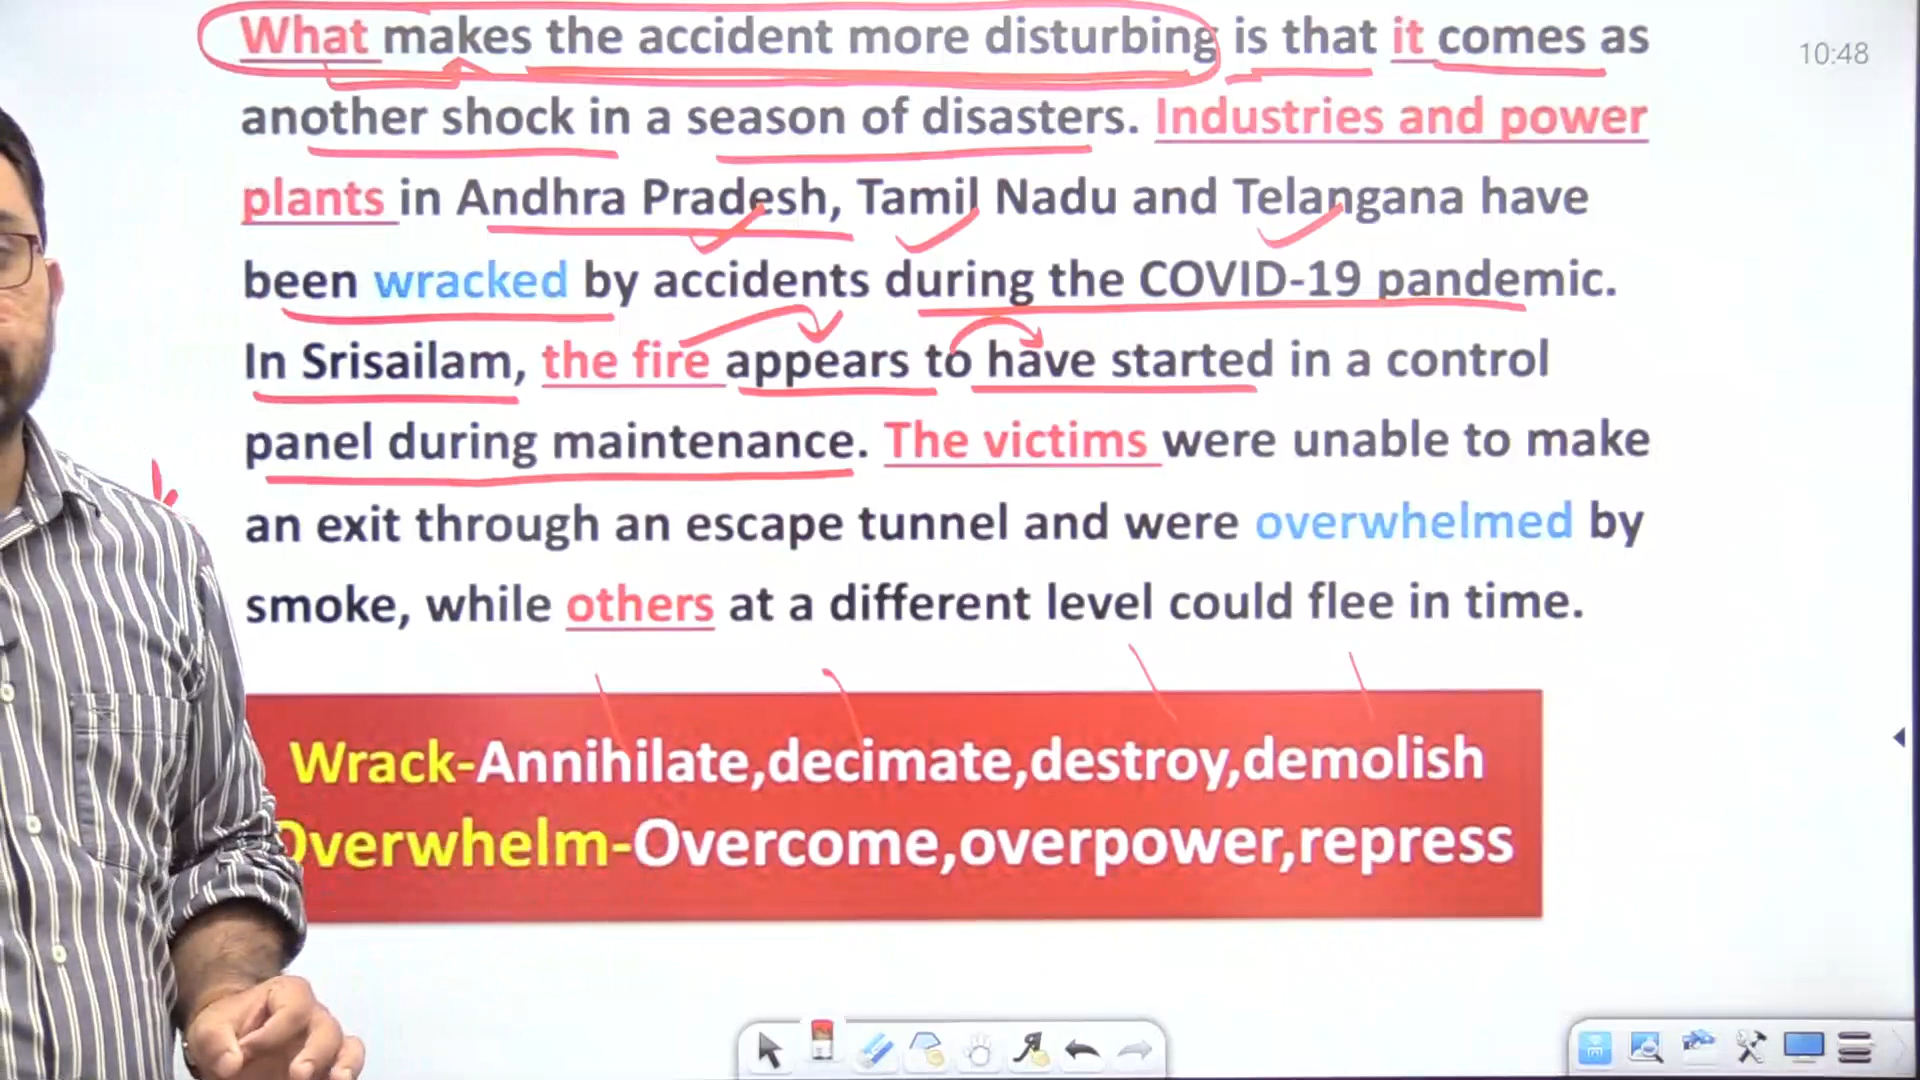 What makes the accident more disturbing is that it comes as
10:48
another shock in a season of disasters. Industries and power
plants in Andhra Pradesh, Tamil Nadu and Telangana have
been wracked by accidents during the COVID-19 pandemic.
In Srisailam, the fire appears to have started in a control
panel during maintenance. The victims were unable to make
an exit through an escape tunnel and were overwhelmed by
smoke, while others at a different level could flee in time.
Wrack-Annihilate,decimate,destroy,demolish
Overwhelm-Overcome,overpower,repress